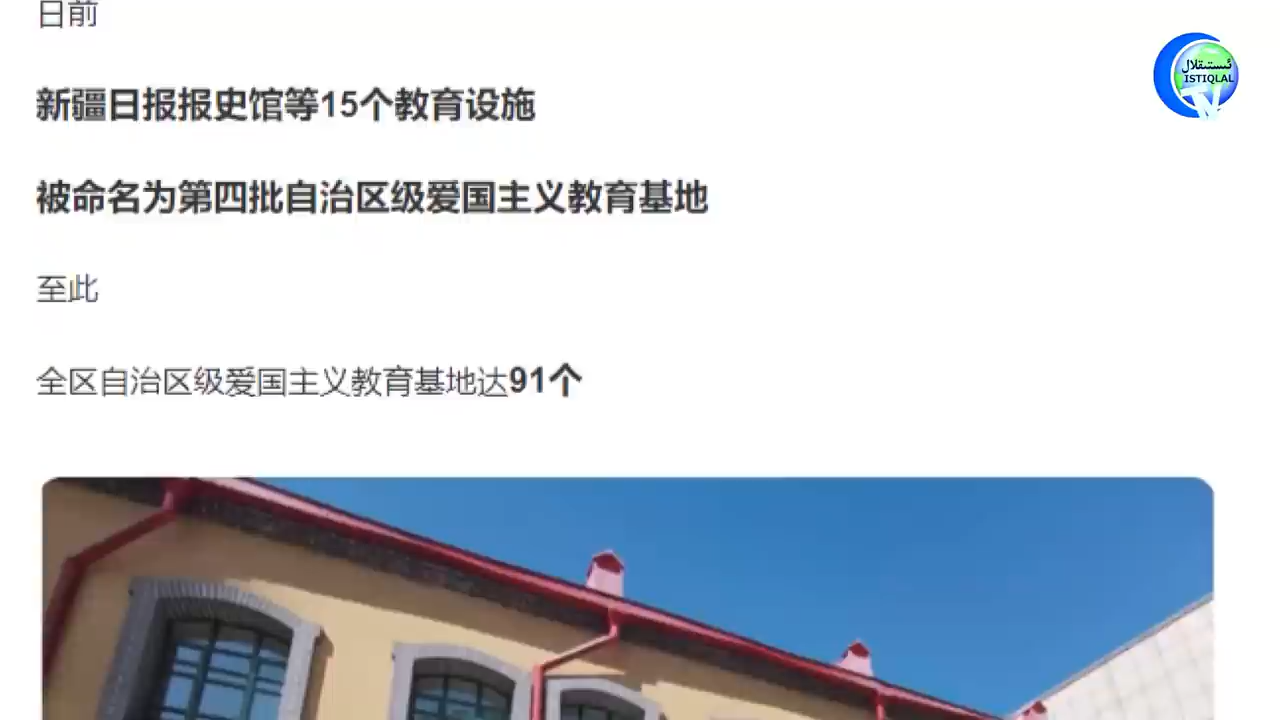 日前
新疆日报报史馆等15个教育设施
被命名为第四批自治区级爱国主义教育基地
至此
全区自治区级爱国主义教育基地达91个
ئىستىقلال
ISTIQLAL
TV